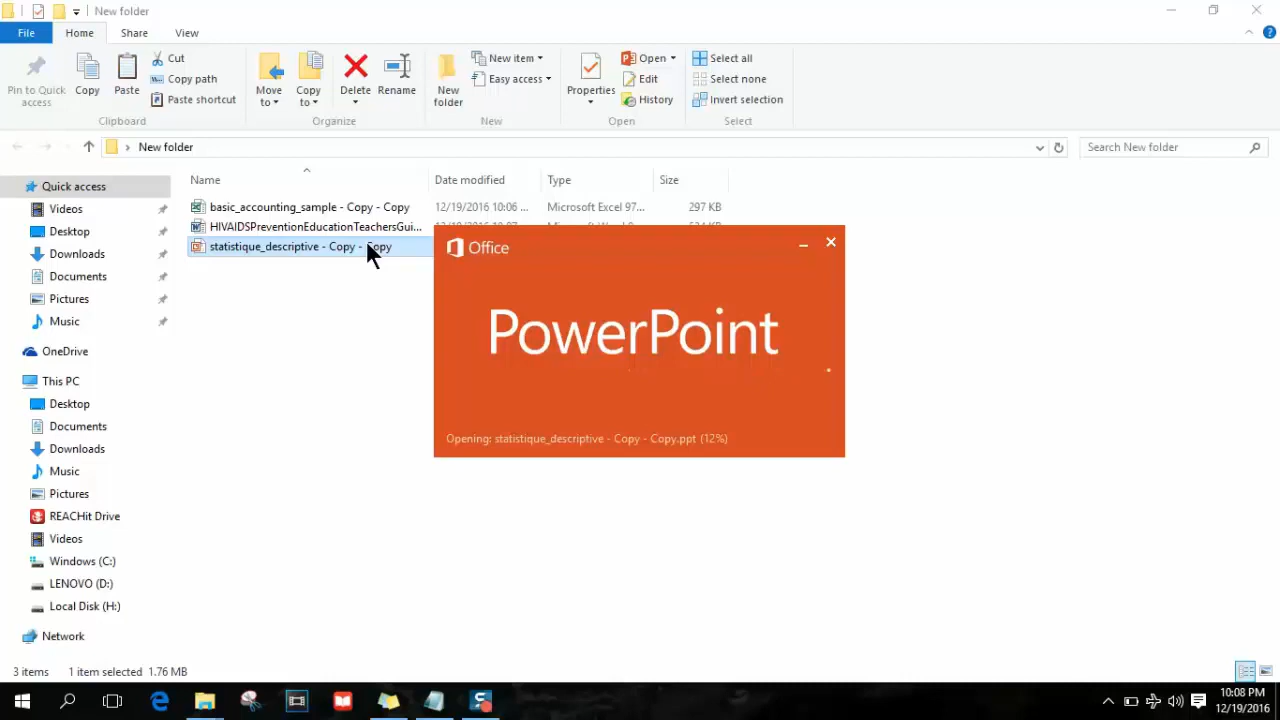 New folder
File Home Share View
Pin to Quick access
Copy
Paste
Cut
Copy path
Paste shortcut
Clipboard
Move to
Copy to
Delete
Rename
Organize
New folder
New item
Easy access
New
Properties
Open
Edit
History
Open
Select all
Select none
Invert selection
Select
New folder
Search New folder
Name Date modified Type Size
basic_accounting_sample - Copy - Copy 12/19/2016 10:06 ... Microsoft Excel 97... 297 KB
HIVAIDSPreventionEducationTeachersGui...
statistique_descriptive - Copy - Copy
Quick access
Videos
Desktop
Downloads
Documents
Pictures
Music
OneDrive
This PC
Desktop
Documents
Downloads
Music
Pictures
REACHit Drive
Videos
Windows (C:)
LENOVO (D:)
Local Disk (H:)
Network
Office
PowerPoint
Opening: statistique_descriptive - Copy - Copy.ppt (12%)
3 items 1 item selected 1.76 MB
10:08 PM
12/19/2016